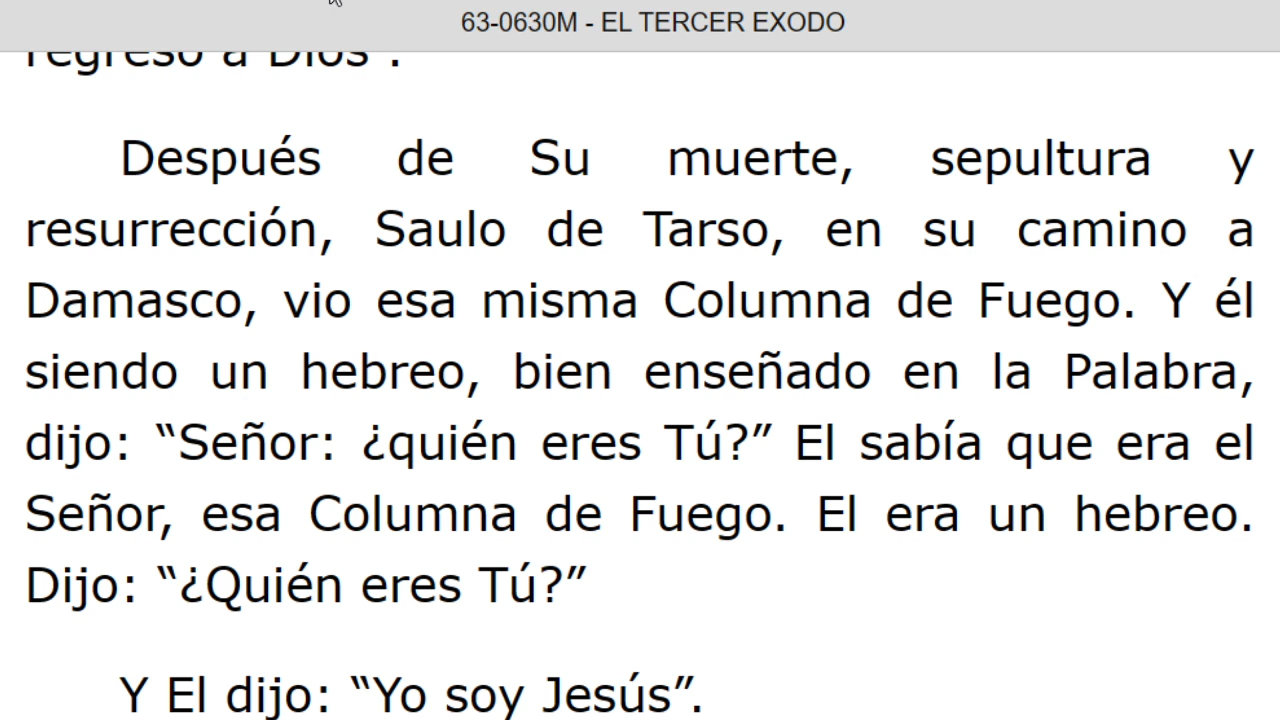 63-0630M - EL TERCER EXODO
regreso a Dios".
Después de Su muerte, sepultura y
resurrección, Saulo de Tarso, en su camino a
Damasco, vio esa misma Columna de Fuego. Y él
siendo un hebreo, bien enseñado en la Palabra,
dijo: “Señor: ¿quién eres Tú?” El sabía que era el
Señor, esa Columna de Fuego. El era un hebreo.
Dijo: “¿Quién eres Tú?”
Y El dijo: “Yo soy Jesús”.